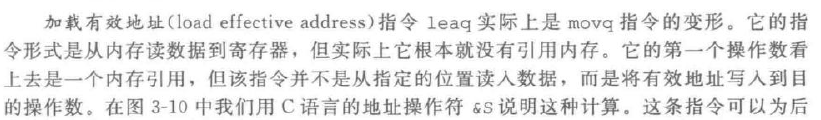 加载有效地址(load effective address)指令 leaq 实际上是 movq 指令的变形。它的指
令形式是从内存读数据到寄存器，但实际上它根本就没有引用内存。它的第一个操作数看
上去是一个内存引用，但该指令并不是从指定的位置读入数据，而是将有效地址写入到目
的操作数。在图 3-10 中我们用 C 语言的地址操作符 &S 说明这种计算。这条指令可以为后